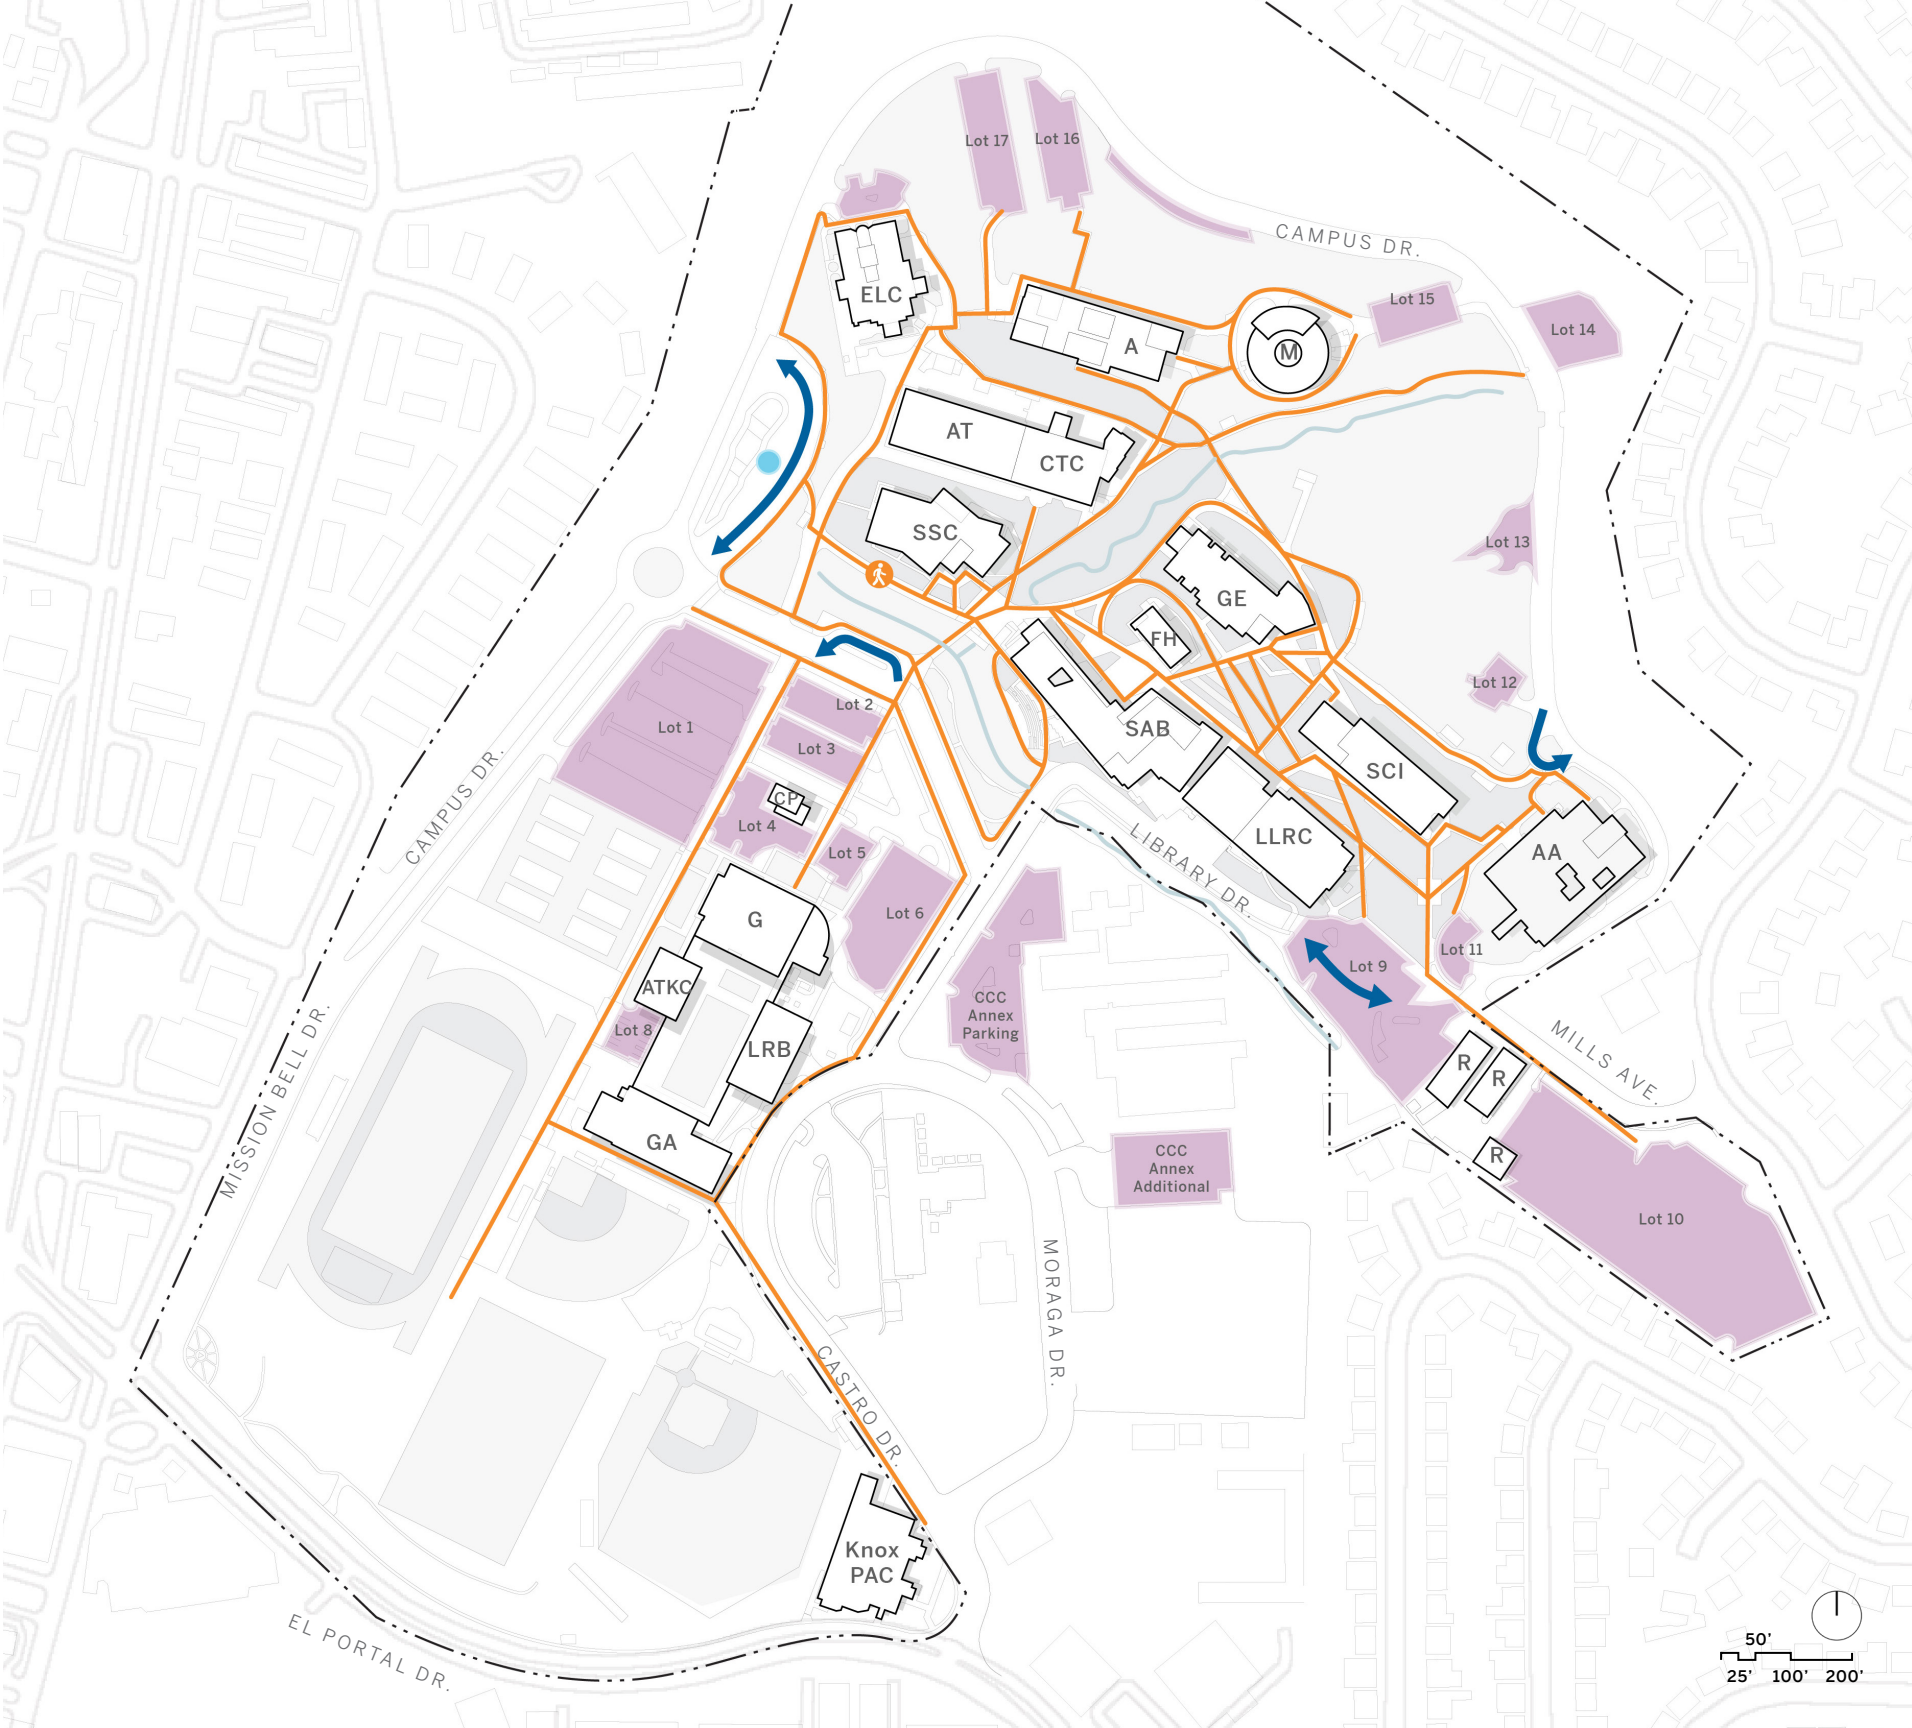 Lot 17
Lot 16
CAMPUS DR.
ELC
Lot 15
Lot 14
A
M
AT
CTC
SSC
Lot 13
GE
FH
Lot 12
Lot 2
Lot 1
Lot 3
SAB
SCI
CAMPUS DR.
CP
Lot 4
Lot 5
LIBRARY DR.
LLRC
AA
G
Lot 6
Lot 11
Lot 9
ATKC
CCC
Annex
Parking
Lot 8
LRB
MISSION BELL DR.
MILLS AVE.
R
R
GA
CCC
Annex
Additional
R
Lot 10
MORAGA DR.
CASTRO DR.
Knox
PAC
EL PORTAL DR.
50'
25' 100' 200'